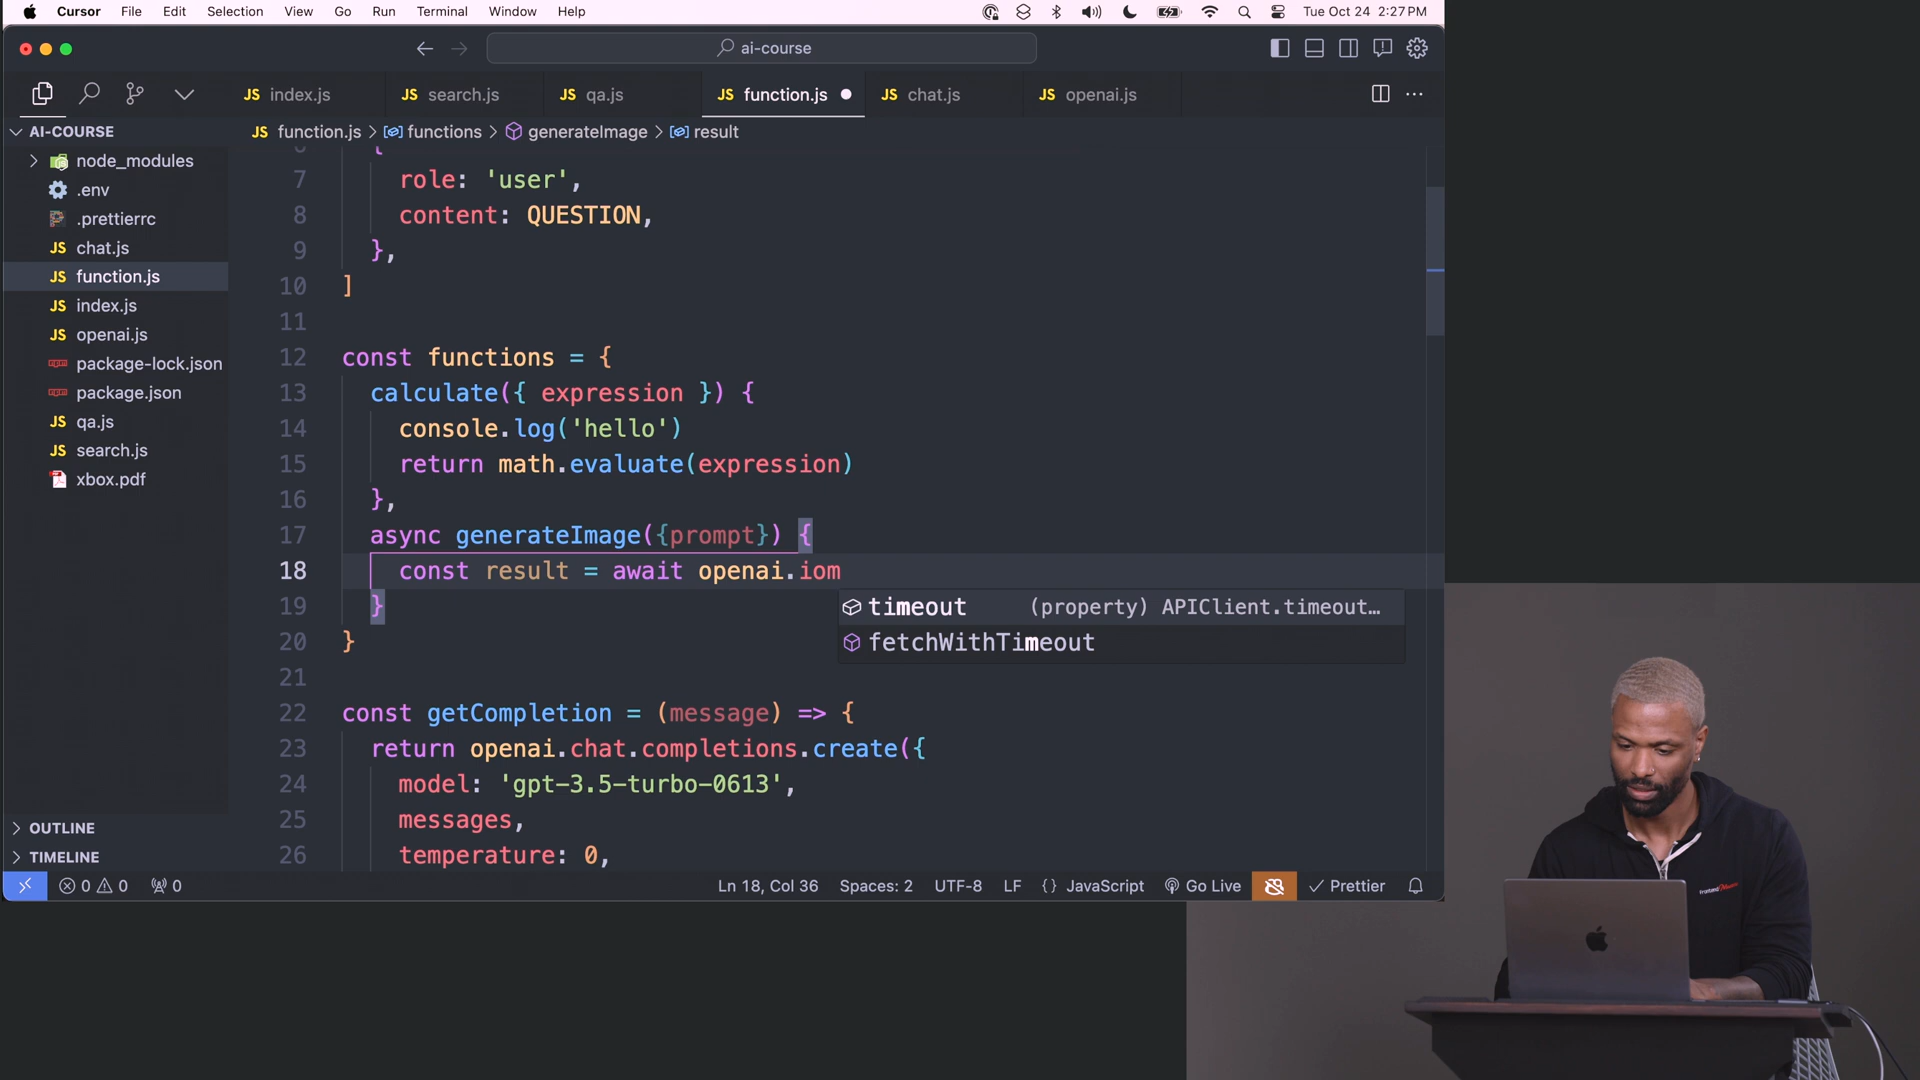 Cursor File Edit Selection View Go Run Terminal Window Help Tue Oct 24 2:27 PM
ai-course
JS index.js JS search.js JS qa.js JS function.js JS chat.js JS openai.js
AI-COURSE
JS function.js > functions > generateImage > result
node_modules
.env
.prettierrc
JS chat.js
JS function.js
JS index.js
JS openai.js
package-lock.json
package.json
JS qa.js
JS search.js
xbox.pdf
OUTLINE
TIMELINE
6 {
7 role: 'user',
8 content: QUESTION,
9 },
10 ]
11
12 const functions = {
13 calculate({ expression }) {
14 console.log('hello')
15 return math.evaluate(expression)
16 },
17 async generateImage({prompt}) {
18 const result = await openai.iom
19 }
timeout (property) APIClient.timeout…
20 }
fetchWithTimeout
21
22 const getCompletion = (message) => {
23 return openai.chat.completions.create({
24 model: 'gpt-3.5-turbo-0613',
25 messages,
26 temperature: 0,
0 0 0 Ln 18, Col 36 Spaces: 2 UTF-8 LF {} JavaScript Go Live Prettier